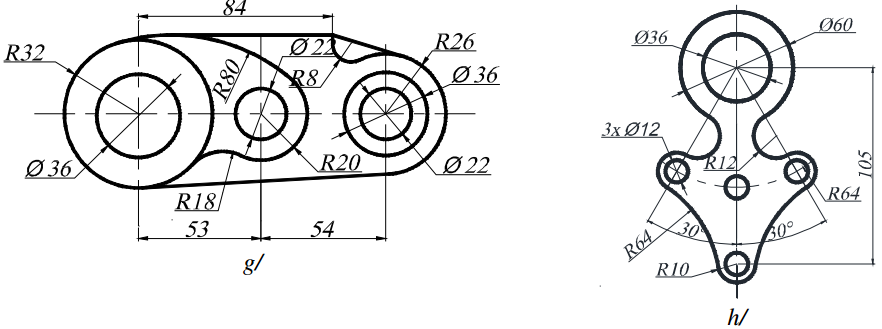 84
R32
R80
Ø 22
R8
R26
Ø 36
Ø 36
R18
R20
Ø 22
53
54
g/
Ø36
Ø60
3x Ø12
R12
105
R64
R64
30°
30°
R10
h/